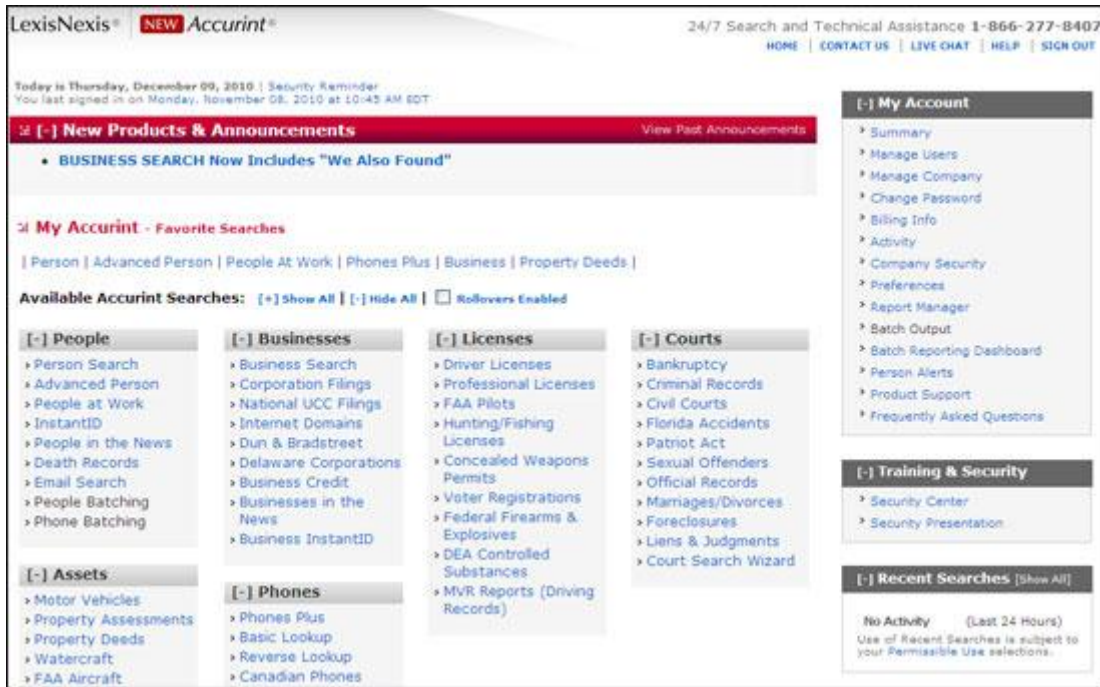 LexisNexis® NEW Accurint®
24/7 Search and Technical Assistance 1-866-277-8407
HOME | CONTACT US | LIVE CHAT | HELP | SIGN OUT
Today is Thursday, December 09, 2010 | Security Reminder
You last signed in on Monday, November 08, 2010 at 10:45 AM EDT
[-] New Products & Announcements
View Past Announcements
• BUSINESS SEARCH Now Includes "We Also Found"
My Accurint - Favorite Searches
| Person | Advanced Person | People At Work | Phones Plus | Business | Property Deeds |
Available Accurint Searches: [+] Show All | [-] Hide All | Rollovers Enabled
[-] People
Person Search
Advanced Person
People at Work
InstantID
People in the News
Death Records
Email Search
People Batching
Phone Batching
[-] Assets
Motor Vehicles
Property Assessments
Property Deeds
Watercraft
FAA Aircraft
[-] Businesses
Business Search
Corporation Filings
National UCC Filings
Internet Domains
Dun & Bradstreet
Delaware Corporations
Business Credit
Businesses in the
News
Business InstantID
[-] Phones
Phones Plus
Basic Lookup
Reverse Lookup
Canadian Phones
[-] Licenses
Driver Licenses
Professional Licenses
FAA Pilots
Hunting/Fishing
Licenses
Concealed Weapons
Permits
Voter Registrations
Federal Firearms &
Explosives
DEA Controlled
Substances
MVR Reports (Driving
Records)
[-] Courts
Bankruptcy
Criminal Records
Civil Courts
Florida Accidents
Patriot Act
Sexual Offenders
Official Records
Marriages/Divorces
Foreclosures
Liens & Judgments
Court Search Wizard
[-] My Account
Summary
Manage Users
Manage Company
Change Password
Billing Info
Activity
Company Security
Preferences
Report Manager
Batch Output
Batch Reporting Dashboard
Person Alerts
Product Support
Frequently Asked Questions
[-] Training & Security
Security Center
Security Presentation
[-] Recent Searches [Show All]
No Activity (Last 24 Hours)
Use of Recent Searches is subject to
your Permissible Use selections.